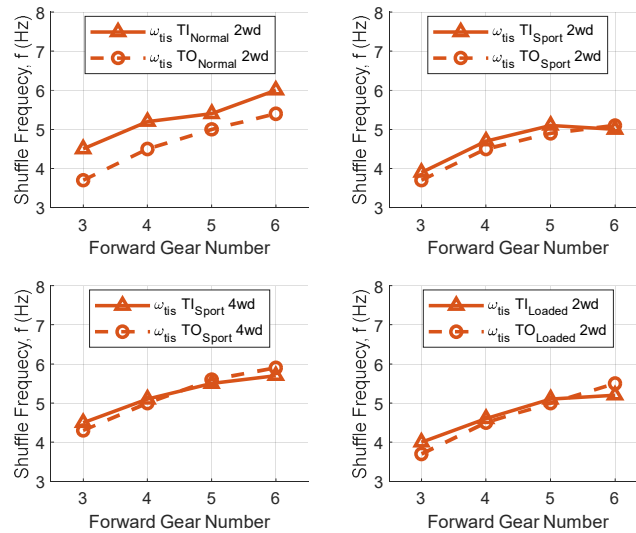 8
7
6
5
4
3
Shuffle Frequecy, f (Hz)
ω_tis TI_Normal 2wd
ω_tis TO_Normal 2wd
3 4 5 6
Forward Gear Number
8
7
6
5
4
3
Shuffle Frequecy, f (Hz)
ω_tis TI_Sport 2wd
ω_tis TO_Sport 2wd
3 4 5 6
Forward Gear Number
8
7
6
5
4
3
Shuffle Frequecy, f (Hz)
ω_tis TI_Sport 4wd
ω_tis TO_Sport 4wd
3 4 5 6
Forward Gear Number
8
7
6
5
4
3
Shuffle Frequecy, f (Hz)
ω_tis TI_Loaded 2wd
ω_tis TO_Loaded 2wd
3 4 5 6
Forward Gear Number